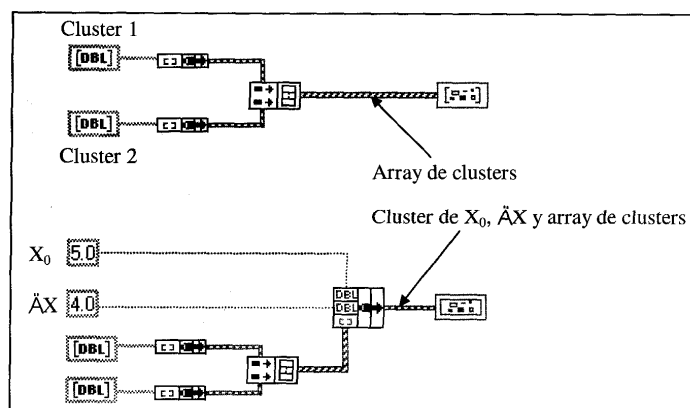 Cluster 1
[DBL]
[DBL]
Cluster 2
Array de clusters
Cluster de X₀, ÄX y array de clusters
X₀ 5.0
DBL
ÄX 4.0
DBL
[DBL]
[DBL]